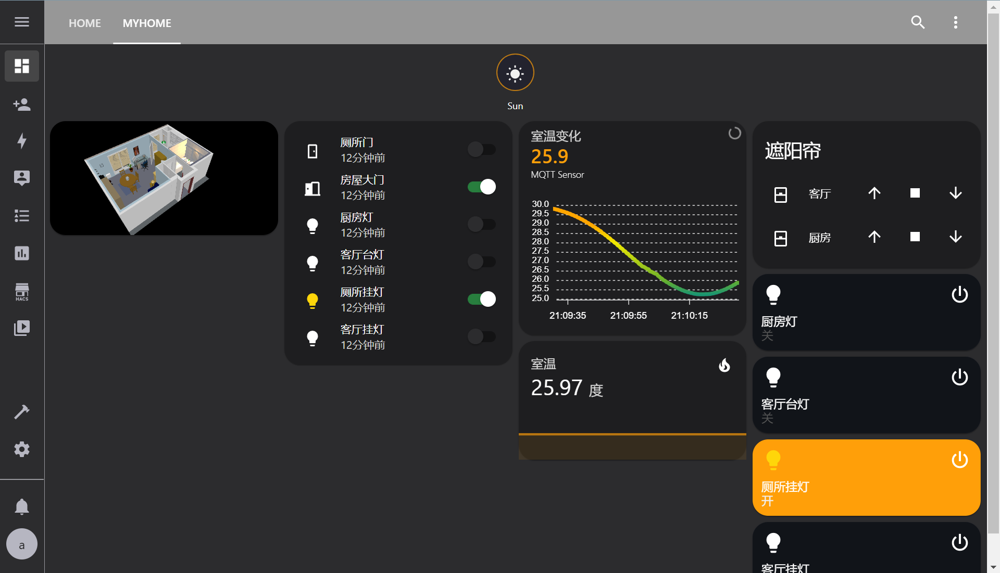 HOME
MYHOME
Sun
厕所门
12分钟前
房屋大门
12分钟前
厨房灯
12分钟前
客厅台灯
12分钟前
厕所挂灯
12分钟前
客厅挂灯
12分钟前
室温变化
25.9
MQTT Sensor
30.0
29.5
29.0
28.5
28.0
27.5
27.0
26.5
26.0
25.5
25.0
21:09:35
21:09:55
21:10:15
室温
25.97 度
遮阳帘
客厅
厨房
厨房灯
关
客厅台灯
关
厕所挂灯
开
客厅挂灯
HACS
a